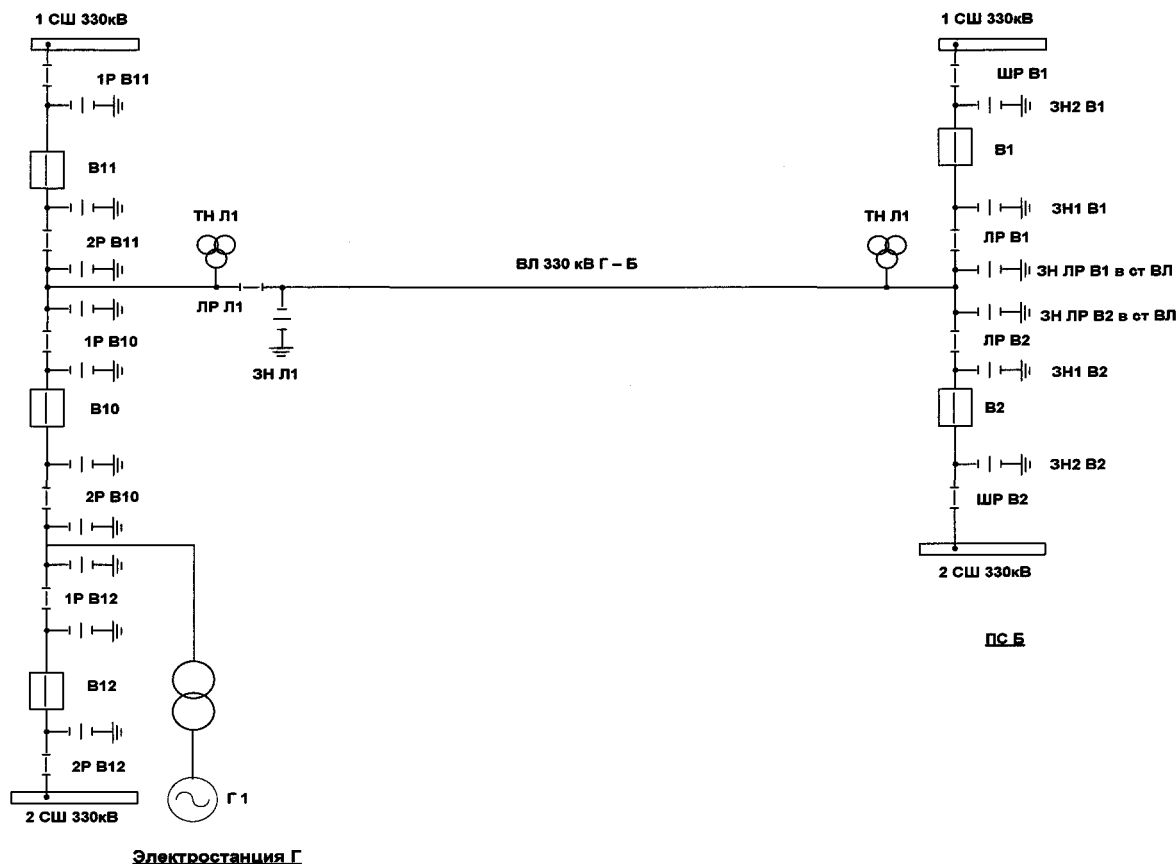 1 СШ 330кВ
1Р В11
В11
2Р В11
ТН Л1
ЛР Л1
ЗН Л1
1Р В10
В10
2Р В10
1Р В12
В12
2Р В12
Г 1
2 СШ 330кВ
Электростанция Г
ВЛ 330 кВ Г – Б
1 СШ 330кВ
ШР В1
ЗН2 В1
В1
ЗН1 В1
ЛР В1
ТН Л1
ЗН ЛР В1 в ст ВЛ
ЗН ЛР В2 в ст ВЛ
ЛР В2
ЗН1 В2
В2
ЗН2 В2
ШР В2
2 СШ 330кВ
ПС Б